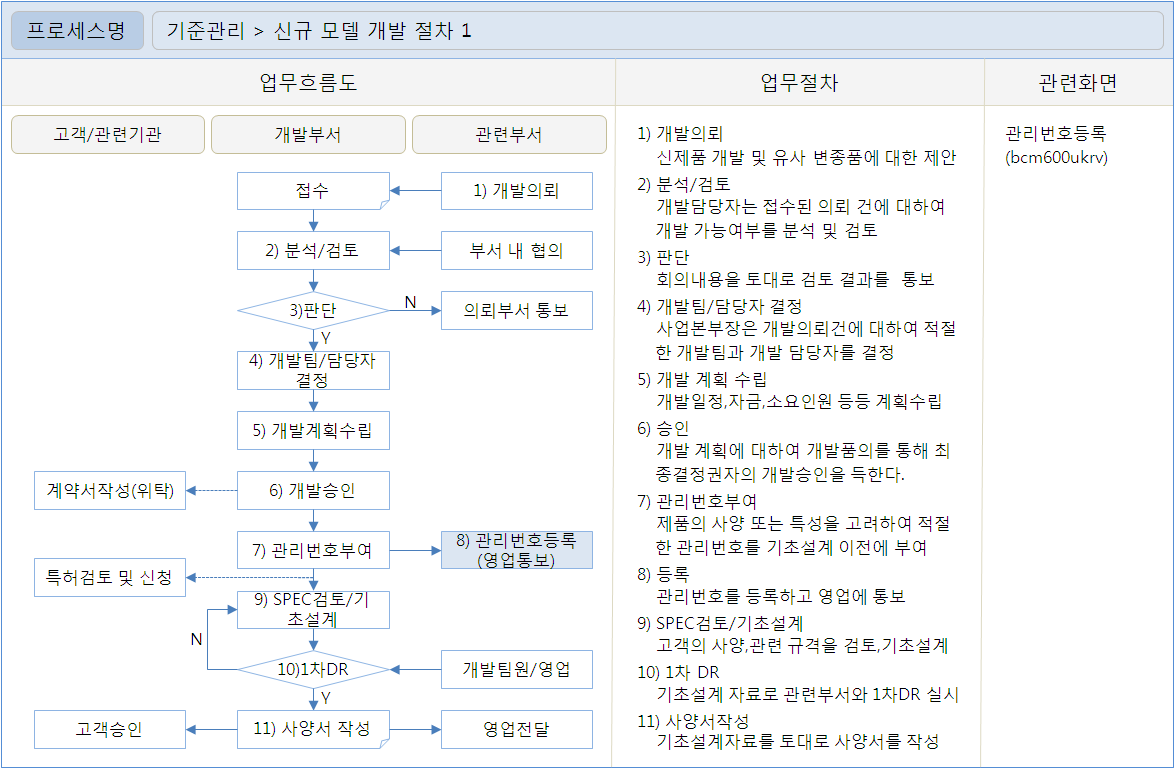 프로세스명
기준관리 > 신규 모델 개발 절차 1
업무흐름도
업무절차
관련화면
고객/관련기관
개발부서
관련부서
접수
1) 개발의뢰
2) 분석/검토
부서 내 협의
3)판단
N
의뢰부서 통보
Y
4) 개발팀/담당자
결정
5) 개발계획수립
계약서작성(위탁)
6) 개발승인
7) 관리번호부여
8) 관리번호등록
(영업통보)
특허검토 및 신청
9) SPEC검토/기
초설계
N
10)1차DR
개발팀원/영업
Y
고객승인
11) 사양서 작성
영업전달
1) 개발의뢰
신제품 개발 및 유사 변종품에 대한 제안
2) 분석/검토
개발담당자는 접수된 의뢰 건에 대하여
개발 가능여부를 분석 및 검토
3) 판단
회의내용을 토대로 검토 결과를 통보
4) 개발팀/담당자 결정
사업본부장은 개발의뢰건에 대하여 적절
한 개발팀과 개발 담당자를 결정
5) 개발 계획 수립
개발일정,자금,소요인원 등등 계획수립
6) 승인
개발 계획에 대하여 개발품의를 통해 최
종결정권자의 개발승인을 득한다.
7) 관리번호부여
제품의 사양 또는 특성을 고려하여 적절
한 관리번호를 기초설계 이전에 부여
8) 등록
관리번호를 등록하고 영업에 통보
9) SPEC검토/기초설계
고객의 사양,관련 규격을 검토,기초설계
10) 1차 DR
기초설계 자료로 관련부서와 1차DR 실시
11) 사양서작성
기초설계자료를 토대로 사양서를 작성
관리번호등록
(bcm600ukrv)